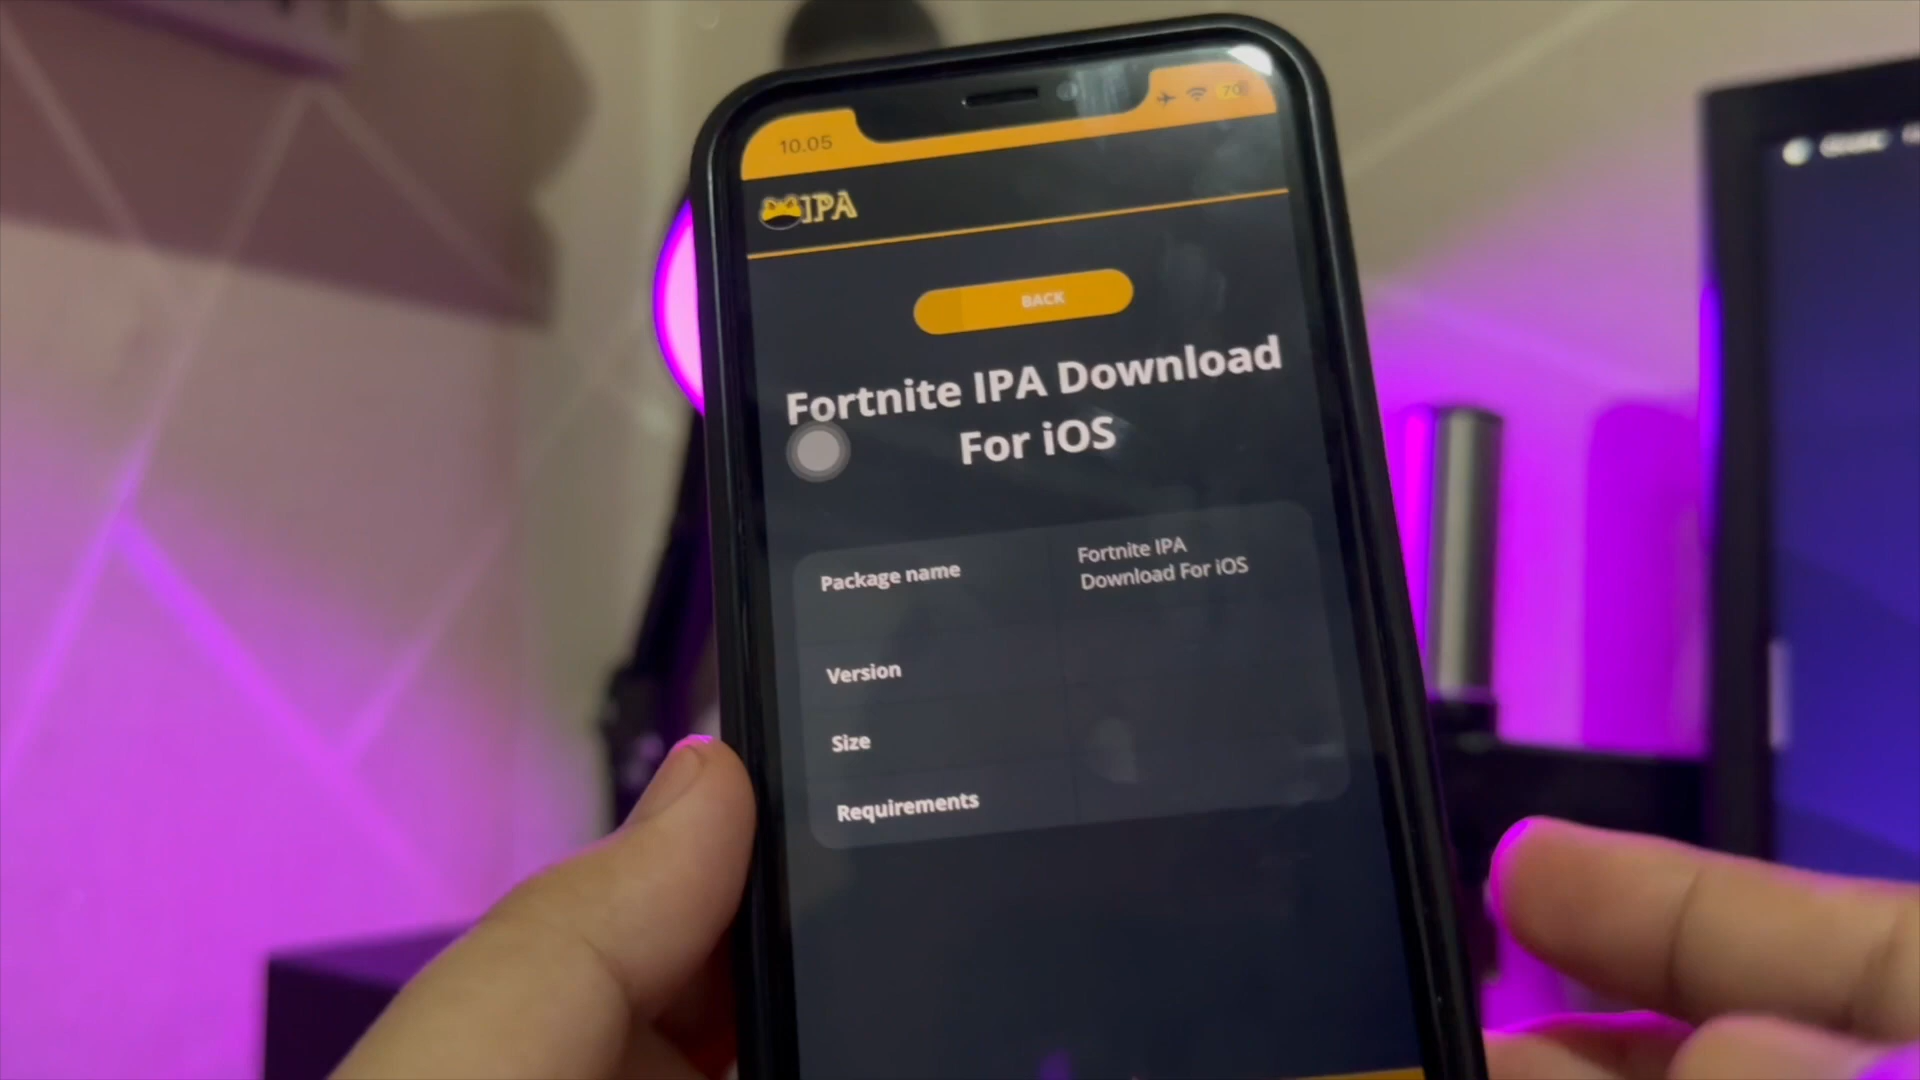 10.05
70
IPA
BACK
Fortnite IPA Download
For iOS
Package name
Fortnite IPA
Download For iOS
Version
Size
Requirements